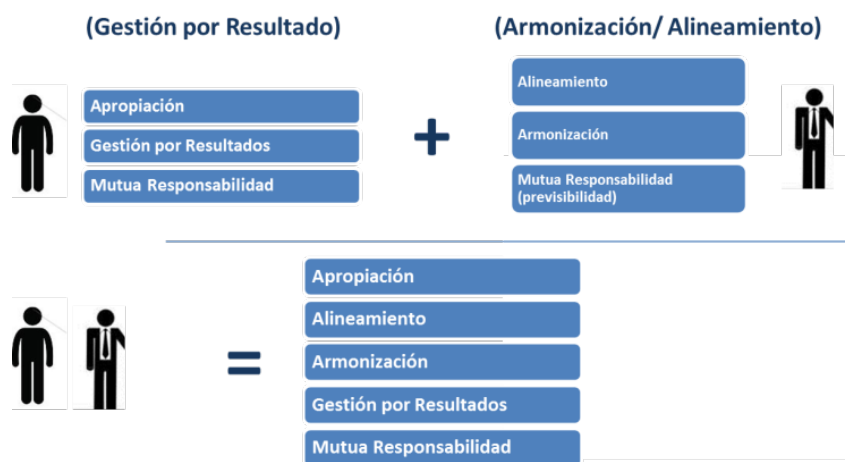 (Gestión por Resultado)
(Armonización/ Alineamiento)
Apropiación
Gestión por Resultados
Mutua Responsabilidad
+
Alineamiento
Armonización
Mutua Responsabilidad
(previsibilidad)
=
Apropiación
Alineamiento
Armonización
Gestión por Resultados
Mutua Responsabilidad